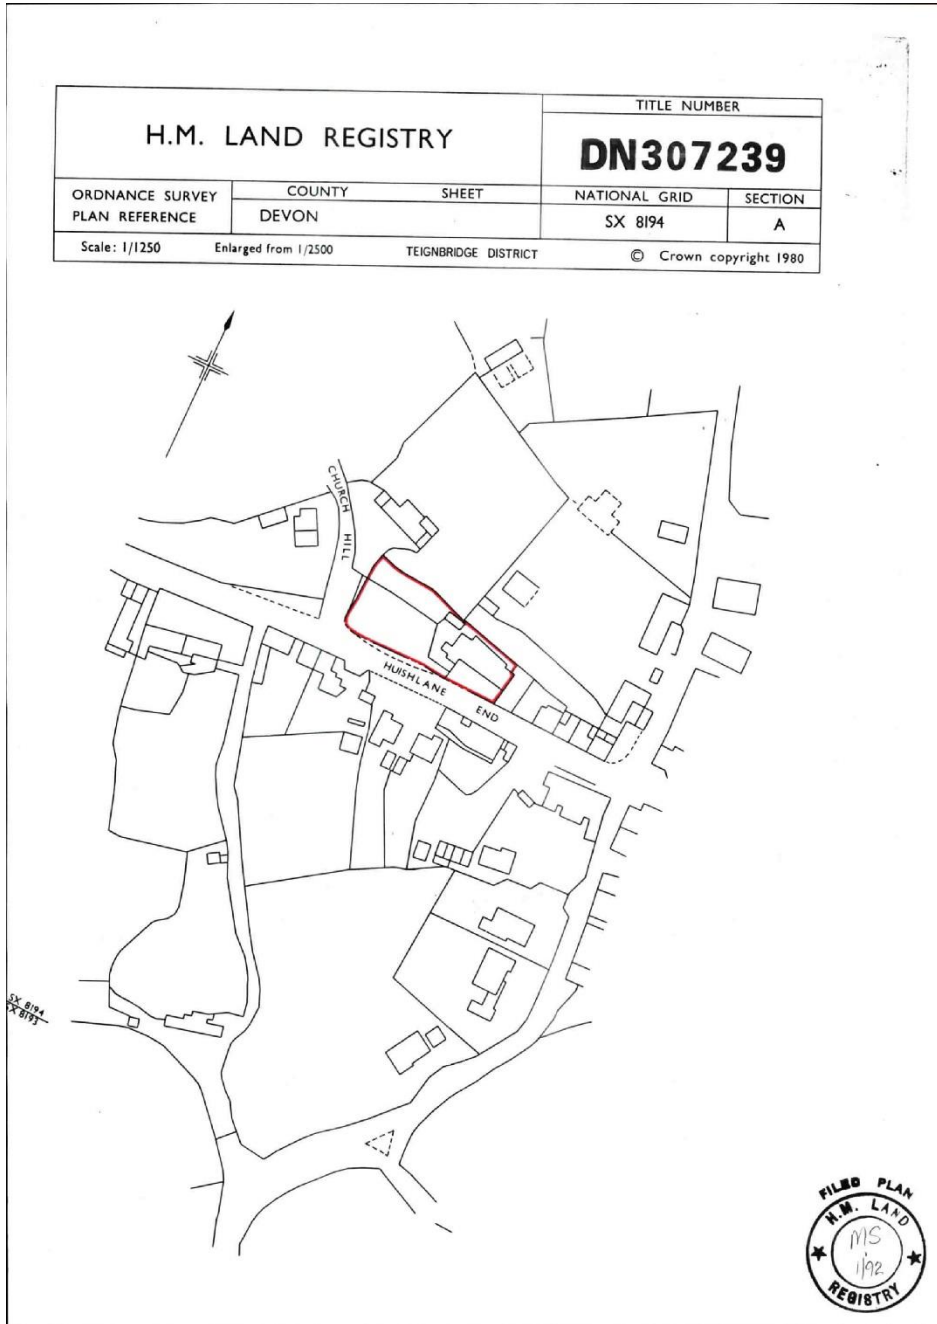 TITLE NUMBER
H.M. LAND REGISTRY
DN307239
ORDNANCE SURVEY PLAN REFERENCE
COUNTY SHEET
NATIONAL GRID
SECTION
DEVON
SX 8194
A
Scale: 1/1250 Enlarged from 1/2500 TEIGNBRIDGE DISTRICT © Crown copyright 1980
CHURCH HILL
HUISHLANE END
SX 8194
SX 8193
FILED PLAN
H.M. LAND REGISTRY
MS
1/92